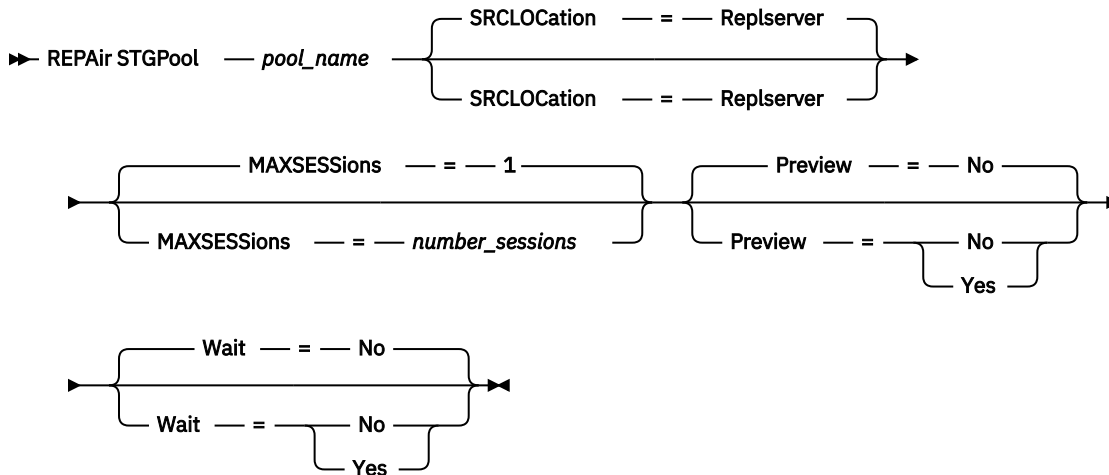 SRCLOCation = Replserver
REPAir STGPool pool_name
SRCLOCation = Replserver
MAXSESSions = 1
Preview = No
MAXSESSions = number_sessions
Preview = No
Yes
Wait = No
Wait = No
Yes